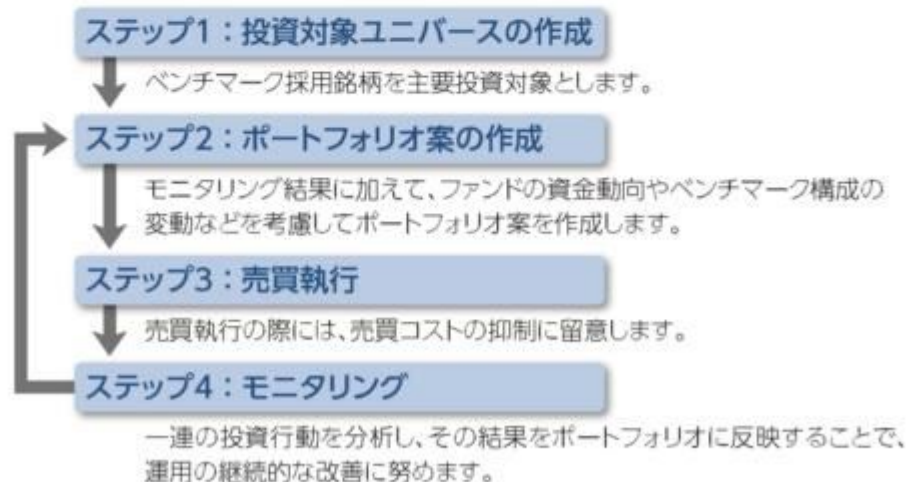 ステップ1：投資対象ユニバースの作成
ベンチマーク採用銘柄を主要投資対象とします。
ステップ2：ポートフォリオ案の作成
モニタリング結果に加えて、ファンドの資金動向やベンチマーク構成の
変動などを考慮してポートフォリオ案を作成します。
ステップ3：売買執行
売買執行の際には、売買コストの抑制に留意します。
ステップ4：モニタリング
一連の投資行動を分析し、その結果をポートフォリオに反映することで、
運用の継続的な改善に努めます。